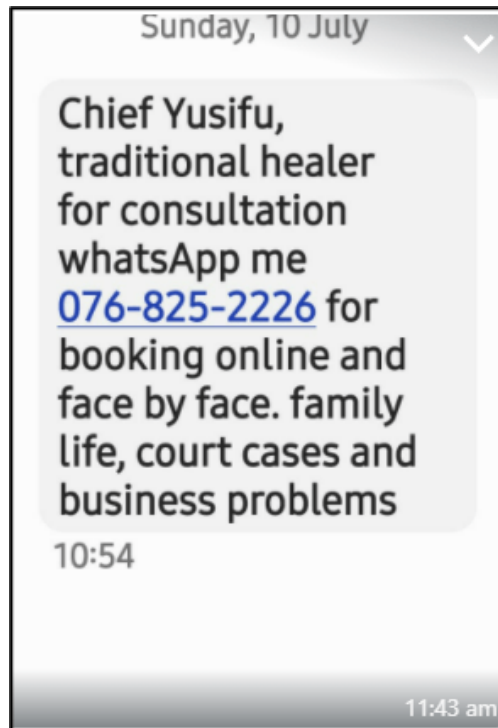 Sunday, 10 July
Chief Yusifu,
traditional healer
for consultation
whatsApp me
076-825-2226 for
booking online and
face by face. family
life, court cases and
business problems
10:54
11:43 am